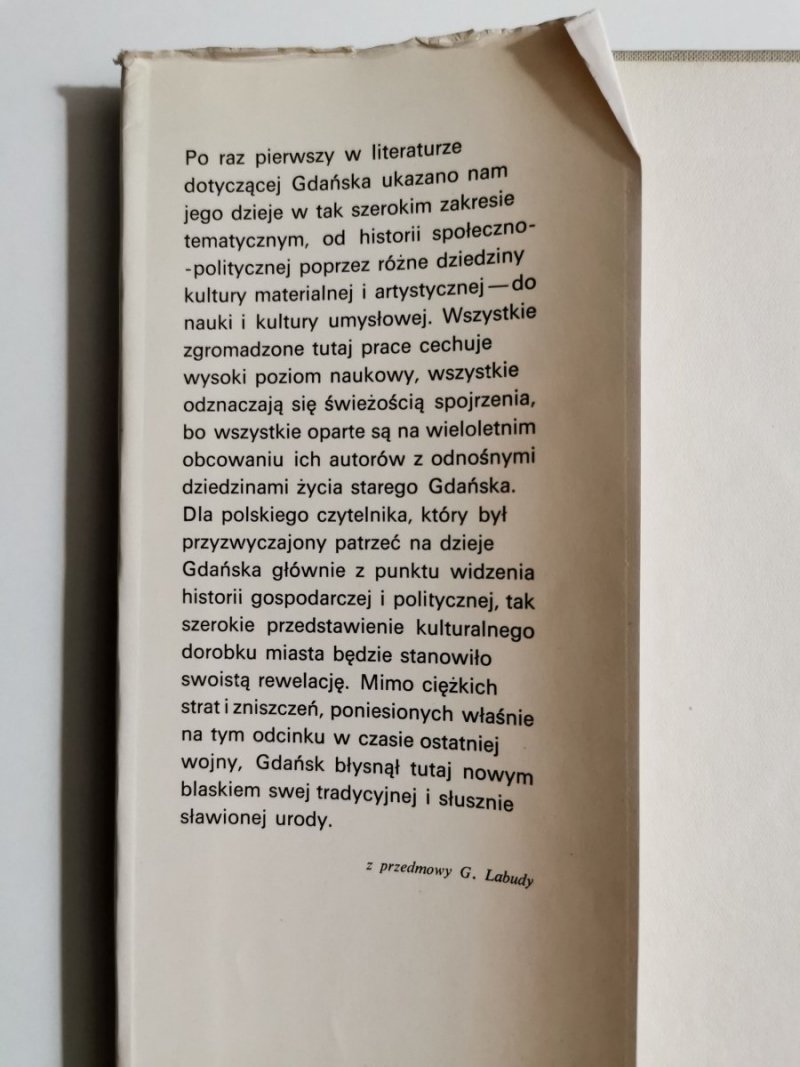 Po raz pierwszy w literaturze
dotyczącej Gdańska ukazano nam
jego dzieje w tak szerokim zakresie
tematycznym, od historii społeczno-
-politycznej poprzez różne dziedziny
kultury materialnej i artystycznej — do
nauki i kultury umysłowej. Wszystkie
zgromadzone tutaj prace cechuje
wysoki poziom naukowy, wszystkie
odznaczają się świeżością spojrzenia,
bo wszystkie oparte są na wieloletnim
obcowaniu ich autorów z odnośnymi
dziedzinami życia starego Gdańska.
Dla polskiego czytelnika, który był
przyzwyczajony patrzeć na dzieje
Gdańska głównie z punktu widzenia
historii gospodarczej i politycznej, tak
szerokie przedstawienie kulturalnego
dorobku miasta będzie stanowiło
swoistą rewelację. Mimo ciężkich
strat i zniszczeń, poniesionych właśnie
na tym odcinku w czasie ostatniej
wojny, Gdańsk błysnął tutaj nowym
blaskiem swej tradycyjnej i słusznie
sławionej urody.
z przedmowy G. Labudy